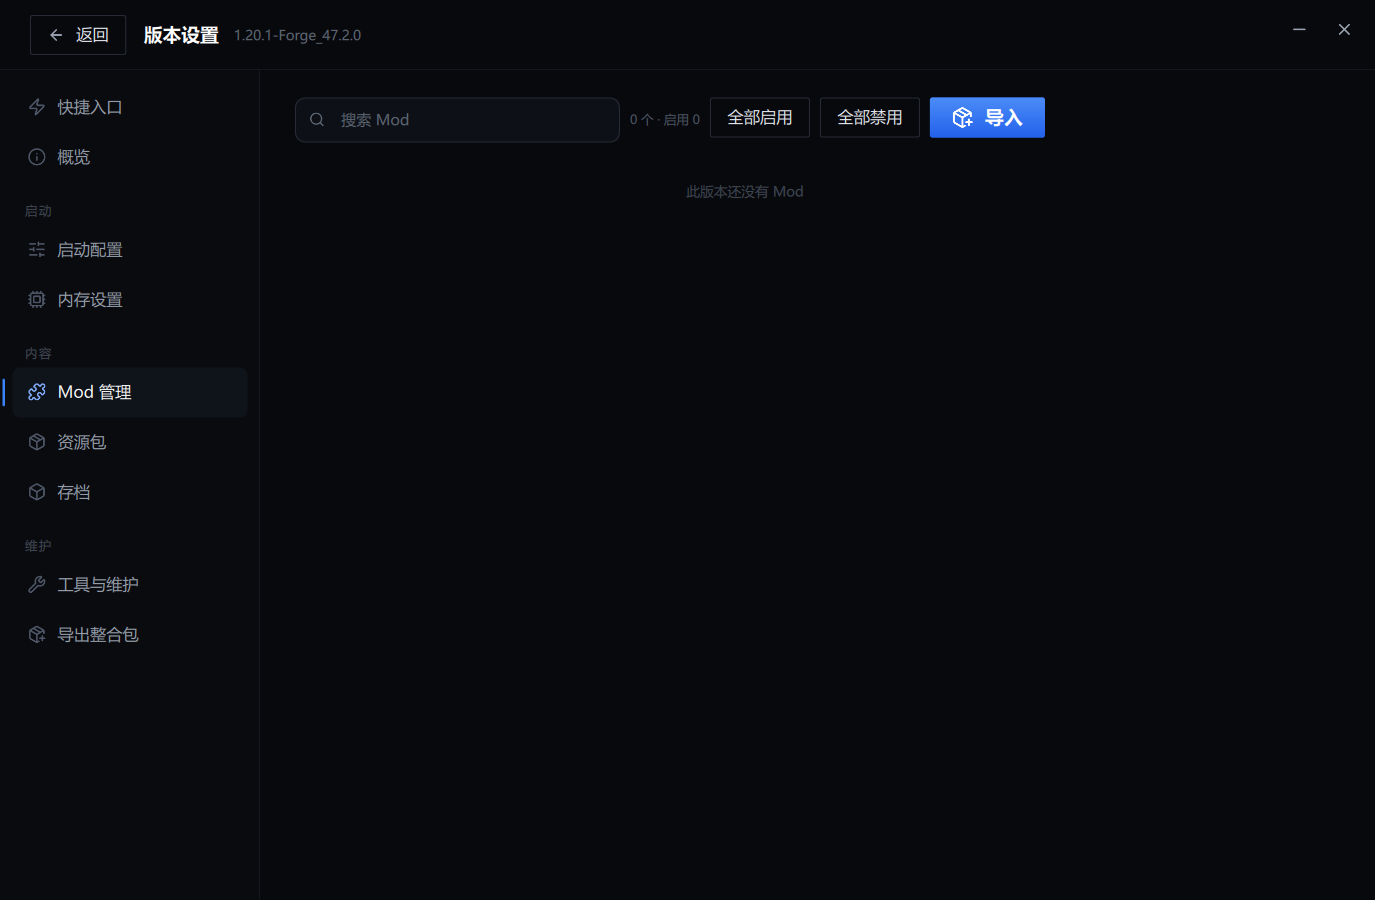 返回
版本设置
1.20.1-Forge_47.2.0
快捷入口
概览
启动
启动配置
内存设置
内容
Mod 管理
资源包
存档
维护
工具与维护
导出整合包
搜索 Mod
0 个 · 启用 0
全部启用
全部禁用
导入
此版本还没有 Mod